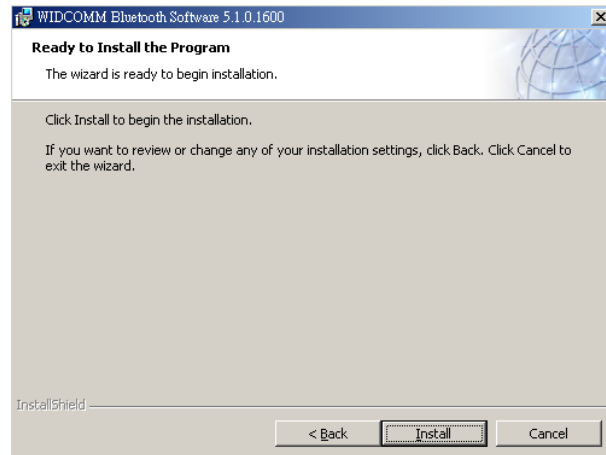 WIDCOMM Bluetooth Software 5.1.0.1600
Ready to Install the Program
The wizard is ready to begin installation.
Click Install to begin the installation.
If you want to review or change any of your installation settings, click Back. Click Cancel to
exit the wizard.
InstallShield
< Back Install Cancel